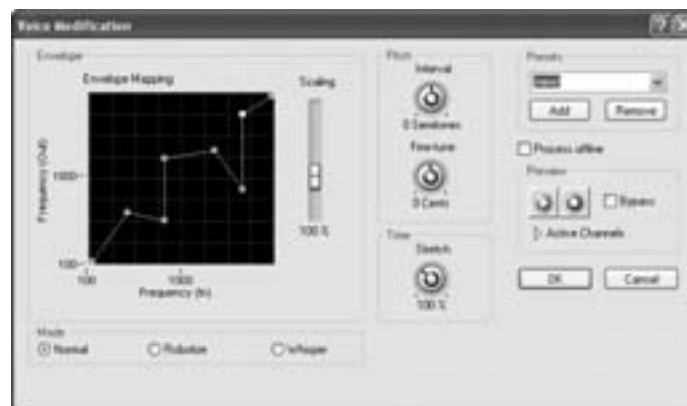 Voice Modification
Envelope
Envelope Mapping
Scaling
Frequency (Out)
1000
100
100
1000
Frequency (In)
100 %
Pitch
Interval
0 Semitones
Fine-tune
0 Cents
Time
Stretch
100 %
Presets
Add
Remove
Process offline
Preview
Bypass
Active Channels
OK
Cancel
Mode
Normal
Robotize
Whisper